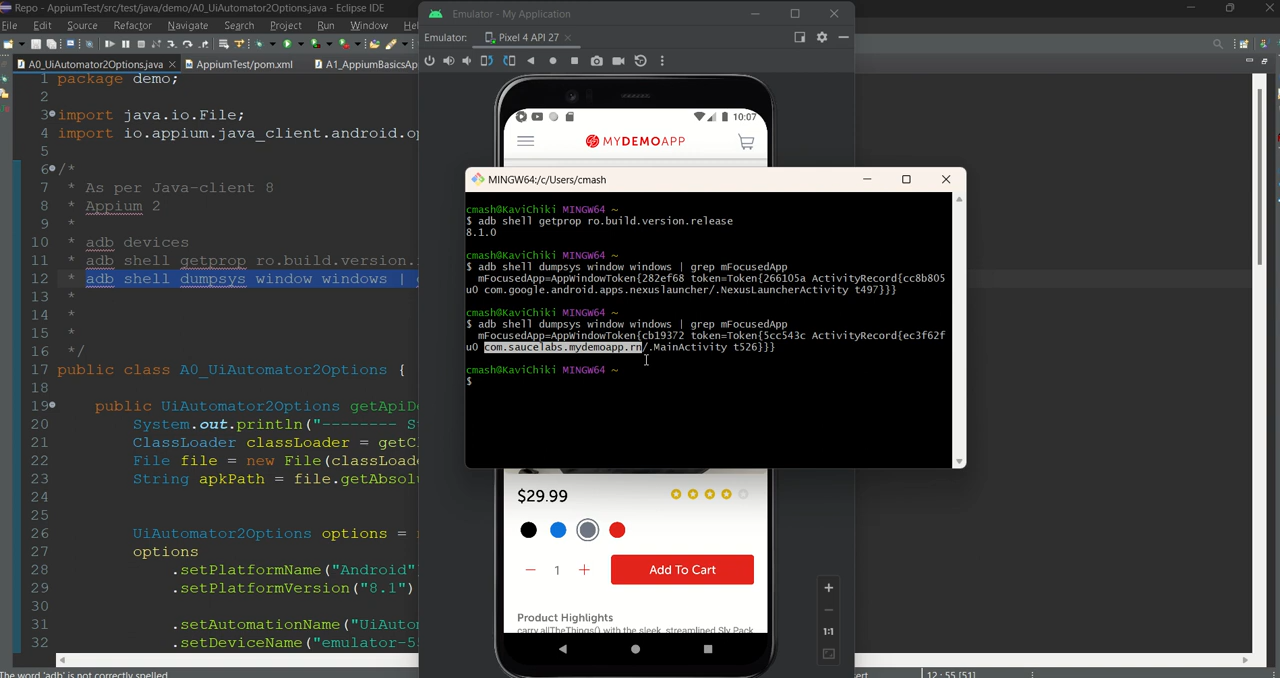 Repo - AppiumTest/src/test/java/demo/A0_UiAutomator2Options.java - Eclipse IDE
File Edit Source Refactor Navigate Search Project Run Window Hel
A0_UiAutomator2Options.java AppiumTest/pom.xml A1_AppiumBasicsAp
1 package demo;
2
3 import java.io.File;
4 import io.appium.java_client.android.op
5
6 /*
7 * As per Java-client 8
8 * Appium 2
9 *
10 * adb devices
11 * adb shell getprop ro.build.version.
12 * adb shell dumpsys window windows |
13 *
14 *
15 *
16 */
17 public class A0_UiAutomator2Options {
18
19 public UiAutomator2Options getApiDe
20 System.out.println("-------- S
21 ClassLoader classLoader = getC
22 File file = new File(classLoade
23 String apkPath = file.getAbsol
24
25
26 UiAutomator2Options options =
27 options
28 .setPlatformName("Android"
29 .setPlatformVersion("8.1")
30
31 .setAutomationName("UiAuto
32 .setDeviceName("emulator-5
The word 'adb' is not correctly spelled
12 : 55 [51]
Emulator - My Application
Emulator: Pixel 4 API 27
10:07
MYDEMOAPP
MINGW64:/c/Users/cmash
cmash@KaviChiki MINGW64 ~
$ adb shell getprop ro.build.version.release
8.1.0
cmash@KaviChiki MINGW64 ~
$ adb shell dumpsys window windows | grep mFocusedApp
mFocusedApp=AppWindowToken{282ef68 token=Token{266105a ActivityRecord{cc8b805
u0 com.google.android.apps.nexuslauncher/.NexusLauncherActivity t497}}}
cmash@KaviChiki MINGW64 ~
$ adb shell dumpsys window windows | grep mFocusedApp
mFocusedApp=AppWindowToken{cb19372 token=Token{5cc543c ActivityRecord{ec3f62f
u0 com.saucelabs.mydemoapp.rn/.MainActivity t526}}}
cmash@KaviChiki MINGW64 ~
$
$29.99
− 1 +
Add To Cart
Product Highlights
carry.allTheThings() with the sleek, streamlined Sly Pack
1:1